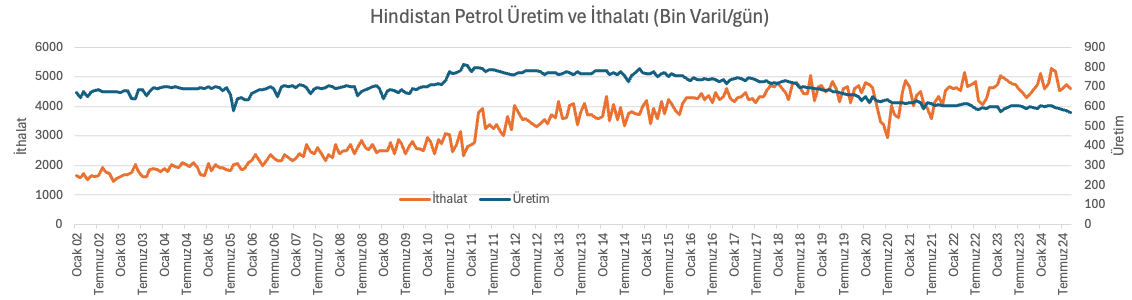 Hindistan Petrol Üretim ve İthalatı (Bin Varil/gün)
6000
5000
4000
3000
2000
1000
0
İthalat
900
800
700
600
500
400
300
200
100
0
Üretim
İthalat
Üretim
Ocak 02
Temmuz 02
Ocak 03
Temmuz 03
Ocak 04
Temmuz 04
Ocak 05
Temmuz 05
Ocak 06
Temmuz 06
Ocak 07
Temmuz 07
Ocak 08
Temmuz 08
Ocak 09
Temmuz 09
Ocak 10
Temmuz 10
Ocak 11
Temmuz 11
Ocak 12
Temmuz 12
Ocak 13
Temmuz 13
Ocak 14
Temmuz 14
Ocak 15
Temmuz 15
Ocak 16
Temmuz 16
Ocak 17
Temmuz 17
Ocak 18
Temmuz 18
Ocak 19
Temmuz 19
Ocak 20
Temmuz 20
Ocak 21
Temmuz 21
Ocak 22
Temmuz 22
Ocak 23
Temmuz 23
Ocak 24
Temmuz 24